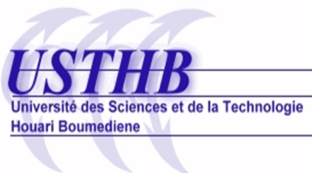 USTHB
Université des Sciences et de la Technologie
Houari Boumediene